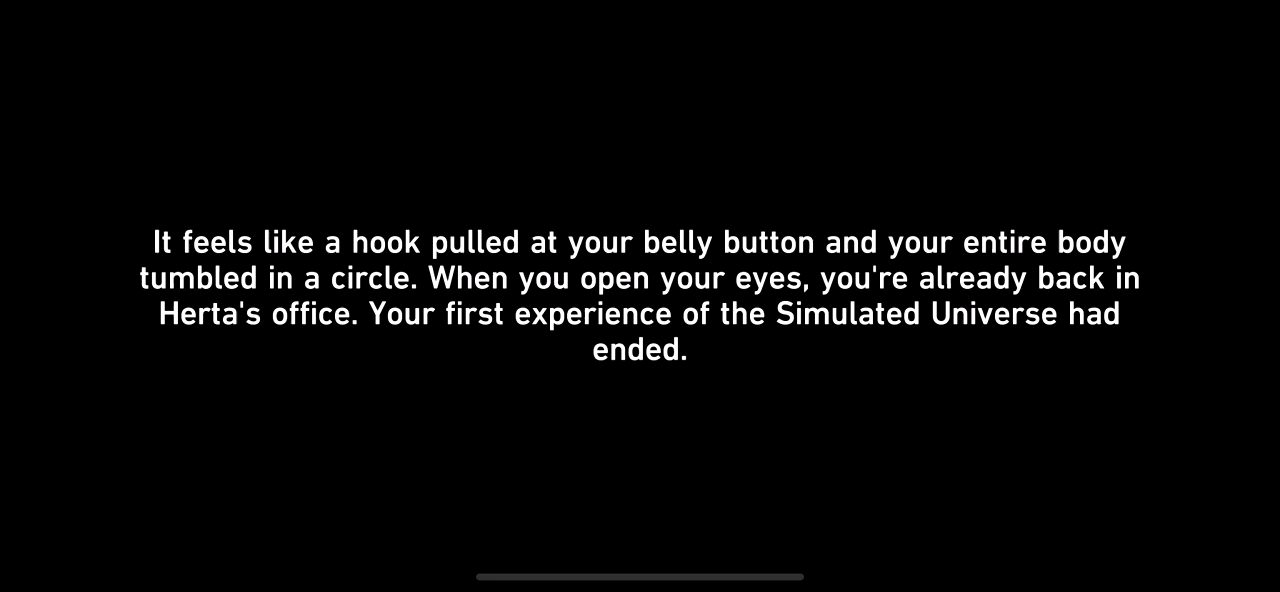 It feels like a hook pulled at your belly button and your entire body
tumbled in a circle. When you open your eyes, you're already back in
Herta's office. Your first experience of the Simulated Universe had
ended.